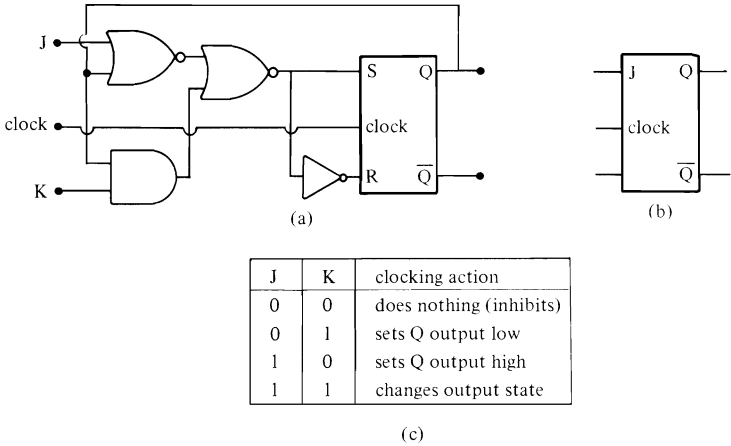 J
S Q
J Q
clock
clock
clock
K
R Q̅
Q̅
(a)
(b)
J K clocking action
0 0 does nothing (inhibits)
0 1 sets Q output low
1 0 sets Q output high
1 1 changes output state
(c)